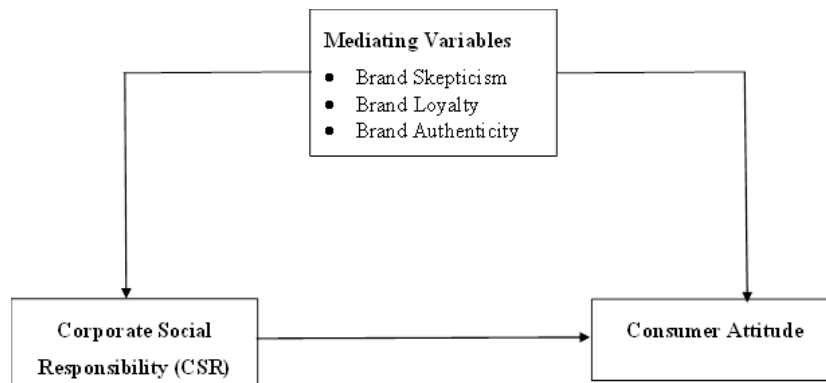 Mediating Variables
● Brand Skepticism
● Brand Loyalty
● Brand Authenticity
Corporate Social
Responsibility (CSR)
Consumer Attitude